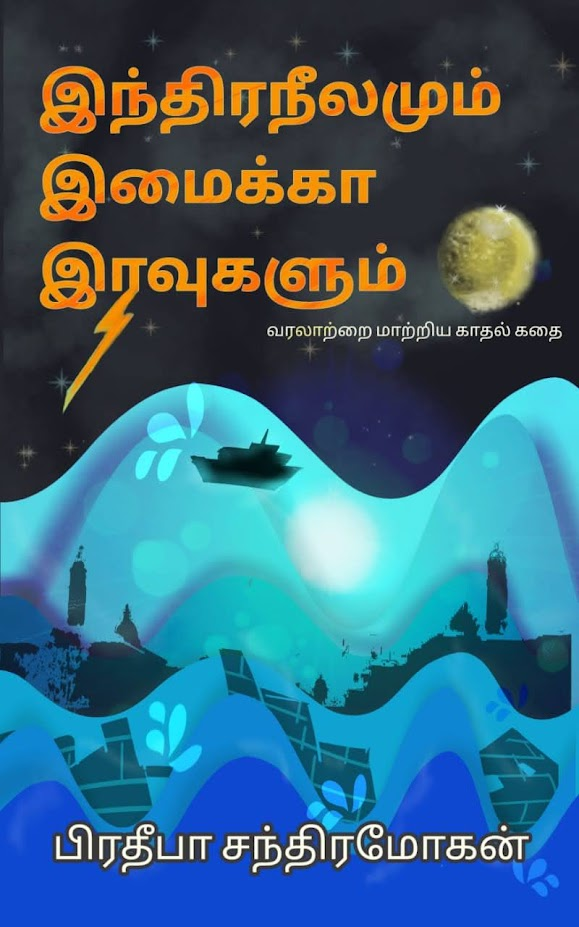 இந்திரநீலமும்
இமைக்கா
இரவுகளும்
வரலாற்றை மாற்றிய காதல் கதை
பிரதீபா சந்திரமோகன்